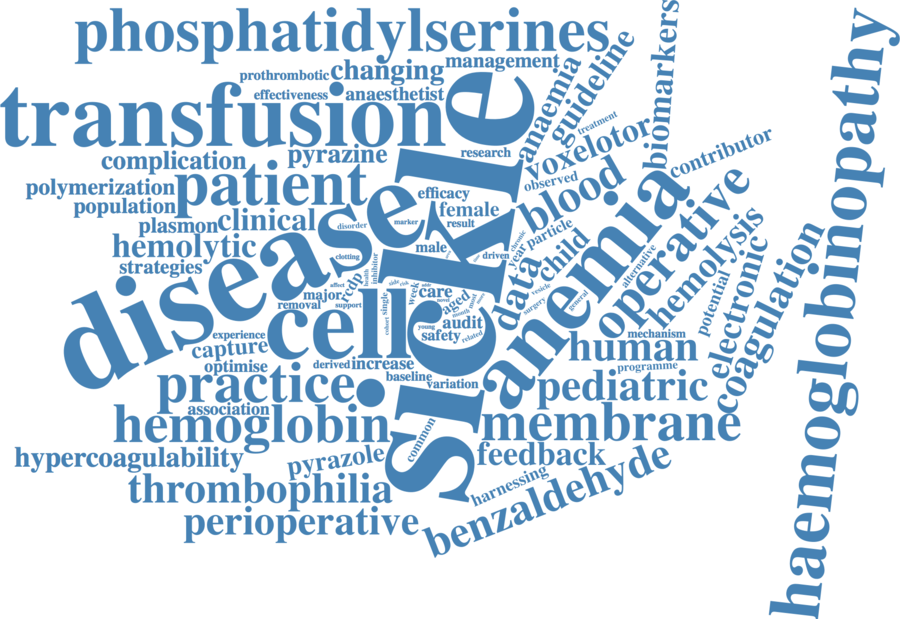 phosphatidylserines
management
prothrombotic
changing
effectiveness
anaesthetist
transfusion
anaemia
guideline
biomarkers
haemoglobinopathy
treatment
research
voxelotor
contributor
complication
pyrazine
observed
polymerization
patient
population
efficacy
female
blood
plasmon
clinical
disorder
marker
result
hemolytic
strategies
clotting
male
driven
chronic
year
particle
disease
sickle
anemia
operative
child
data
hemolysis
alternative
electronic
potential
coagulation
affect
health
inhibitor
rcdp
major
removal
support
single
cohort
side
week
care
novel
aged
vesicle
surgery
general
cell
young
audit
safety
related
experience
capture
optimise
derived
increase
baseline
variation
mechanism
human
programme
practice
pediatric
association
hemoglobin
common
membrane
hypercoagulability
pyrazole
feedback
harnessing
benzaldehyde
thrombophilia
perioperative